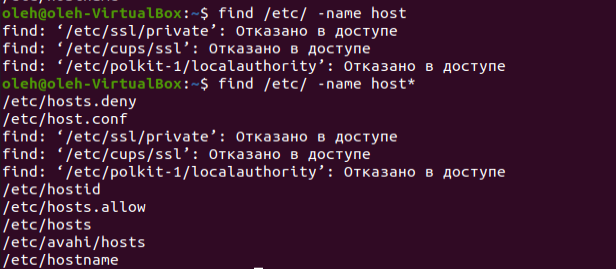 oleh@oleh-VirtualBox:~$ find /etc/ -name host
find: ‘/etc/ssl/private’: Отказано в доступе
find: ‘/etc/cups/ssl’: Отказано в доступе
find: ‘/etc/polkit-1/localauthority’: Отказано в доступе
oleh@oleh-VirtualBox:~$ find /etc/ -name host*
/etc/hosts.deny
/etc/host.conf
find: ‘/etc/ssl/private’: Отказано в доступе
find: ‘/etc/cups/ssl’: Отказано в доступе
find: ‘/etc/polkit-1/localauthority’: Отказано в доступе
/etc/hostid
/etc/hosts.allow
/etc/hosts
/etc/avahi/hosts
/etc/hostname